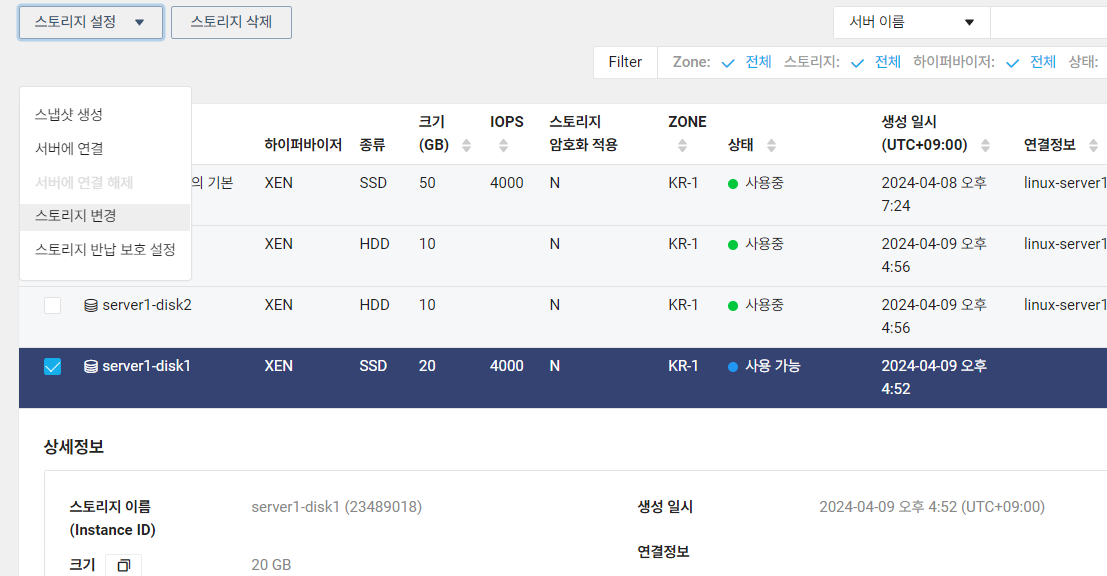 스토리지 설정 스토리지 삭제 서버 이름
Filter Zone: 전체 스토리지: 전체 하이퍼바이저: 전체 상태:
스냅샷 생성
서버에 연결
서버에 연결 해제
스토리지 변경
스토리지 반납 보호 설정
하이퍼바이저 종류 크기 (GB) IOPS 스토리지 암호화 적용 ZONE 상태 생성 일시 (UTC+09:00) 연결정보
의 기본 XEN SSD 50 4000 N KR-1 사용중 2024-04-08 오후 7:24 linux-server1
XEN HDD 10 N KR-1 사용중 2024-04-09 오후 4:56 linux-server1
server1-disk2 XEN HDD 10 N KR-1 사용중 2024-04-09 오후 4:56 linux-server1
server1-disk1 XEN SSD 20 4000 N KR-1 사용 가능 2024-04-09 오후 4:52
상세정보
스토리지 이름 (Instance ID) server1-disk1 (23489018) 생성 일시 2024-04-09 오후 4:52 (UTC+09:00)
연결정보
크기 20 GB